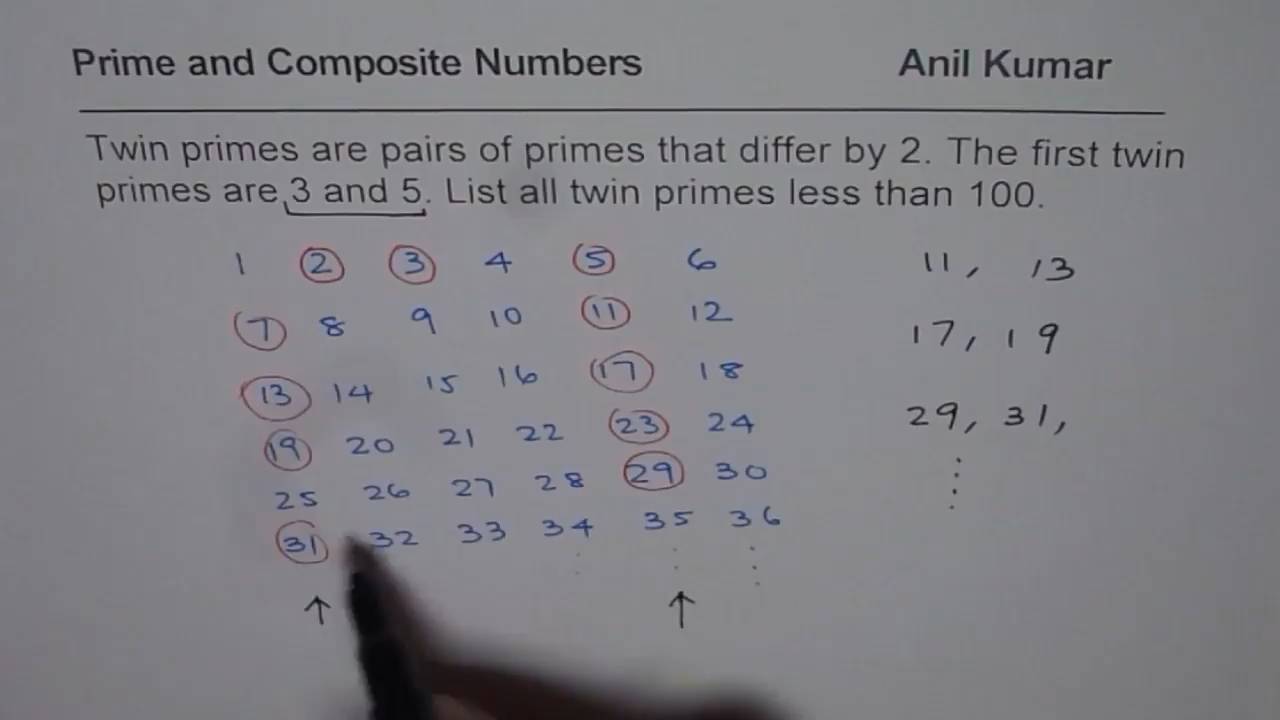 Prime and Composite Numbers Anil Kumar
Twin primes are pairs of primes that differ by 2. The first twin
primes are 3 and 5. List all twin primes less than 100.
1 2 3 4 5 6 11, 13
7 8 9 10 11 12 17, 19
13 14 15 16 17 18
19 20 21 22 23 24 29, 31,
25 26 27 28 29 30
31 32 33 34 35 36